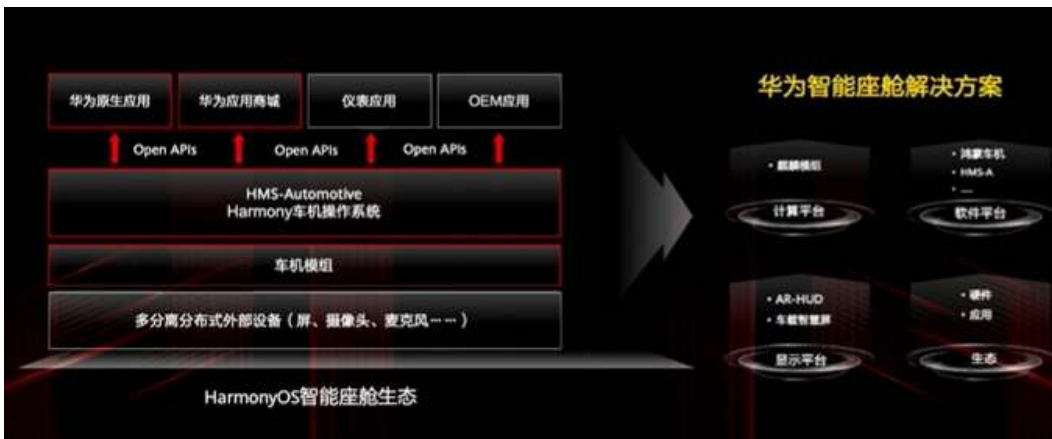 华为原生应用
华为应用商城
仪表应用
OEM应用
Open APIs
Open APIs
Open APIs
HMS-Automotive
Harmony车机操作系统
车机模组
多分离分布式外部设备（屏、摄像头、麦克风……）
HarmonyOS智能座舱生态
华为智能座舱解决方案
• 麒麟模组
计算平台
• 鸿蒙车机
• HMS-A
• ....
软件平台
• AR-HUD
• 车载智慧屏
显示平台
• 硬件
• 应用
生态